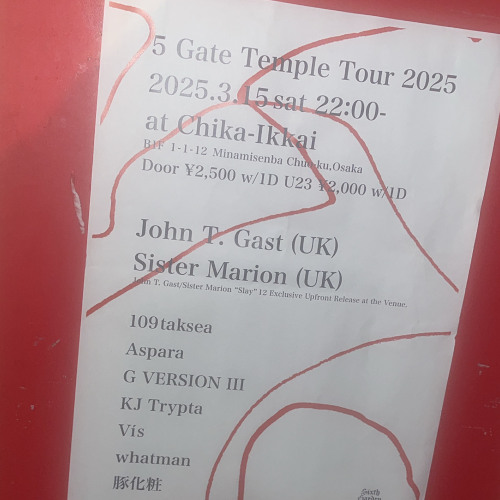 5 Gate Temple Tour 2025
2025.3.15 sat 22:00-
at Chika-Ikkai
B1F 1-1-12 Minamisenba Chuo-ku,Osaka
Door ¥2,500 w/1D U23 ¥2,000 w/1D
John T. Gast (UK)
Sister Marion (UK)
John T. Gast/Sister Marion "Slay" 12 Exclusive Upfront Release at the Venue.
109taksea
Aspara
G VERSION III
KJ Trypta
Vis
whatman
豚化粧